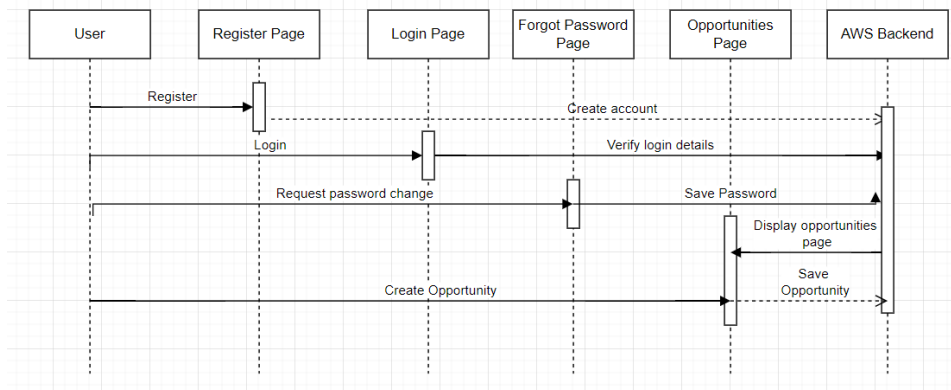 User
Register Page
Login Page
Forgot Password
Page
Opportunities
Page
AWS Backend
Register
Create account
Login
Verify login details
Request password change
Save Password
Display opportunities
page
Save
Opportunity
Create Opportunity